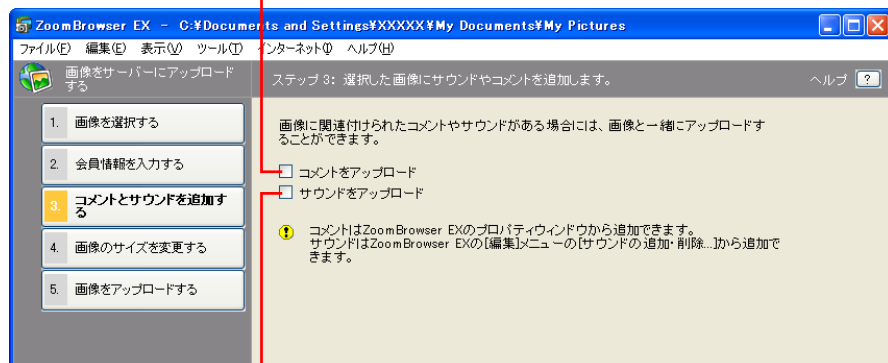 ZoomBrowser EX - C:¥Documents and Settings¥XXXXX¥My Documents¥My Pictures
ファイル(F) 編集(E) 表示(V) ツール(T) インターネット(I) ヘルプ(H)
画像をサーバーにアップロード
する
ステップ 3: 選択した画像にサウンドやコメントを追加します。
ヘルプ ?
1. 画像を選択する
2. 会員情報を入力する
3. コメントとサウンドを追加す
る
4. 画像のサイズを変更する
5. 画像をアップロードする
画像に関連付けられたコメントやサウンドがある場合には、画像と一緒にアップロードす
ることができます。
コメントをアップロード
サウンドをアップロード
コメントはZoomBrowser EXのプロパティウィンドウから追加できます。
サウンドはZoomBrowser EXの[編集]メニューの[サウンドの追加・削除...]から追加で
きます。